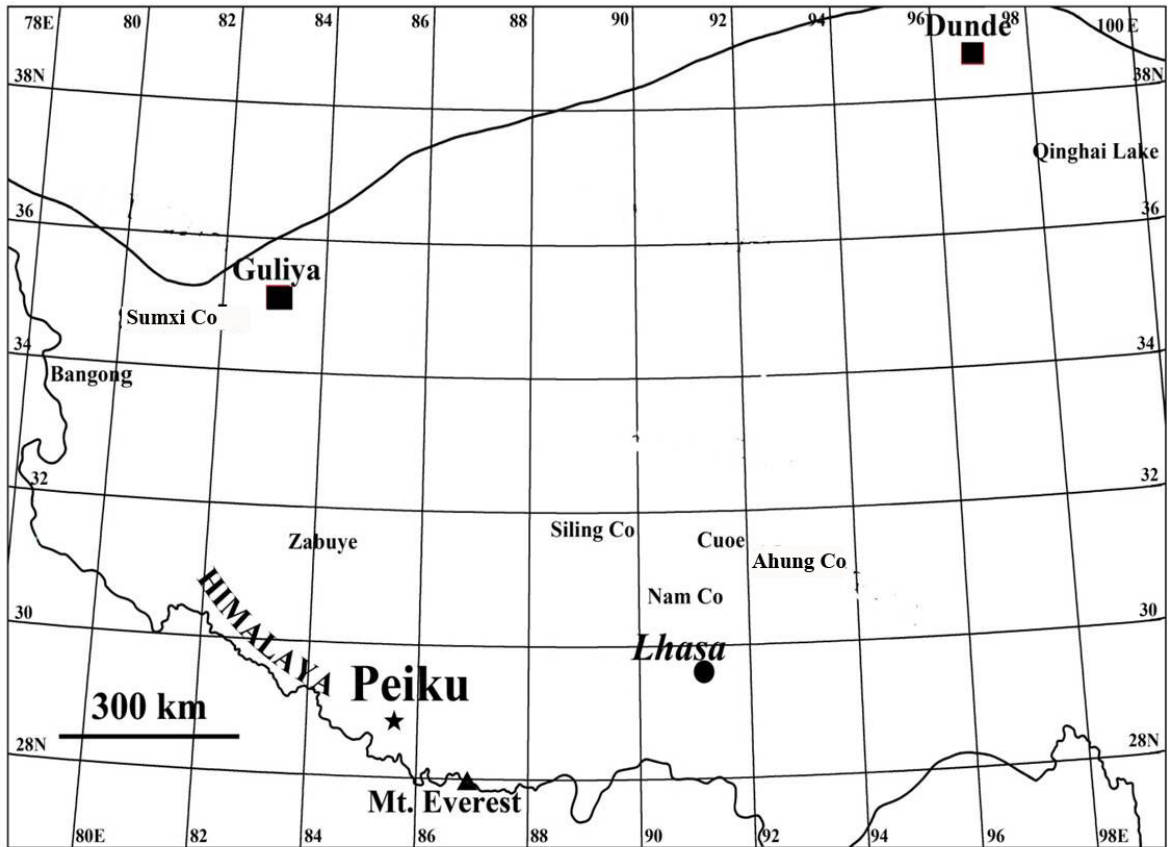 78E 80 82 84 86 88 90 92 94 96 98 100 E
Dunde
38N 38N
Qinghai Lake
36 36
Guliya
Sumxi Co
34 34
Bangong
32 32
Siling Co
Zabuye Cuoe
Ahung Co
HIMALAYA
Nam Co
30 30
Lhasa
Peiku
300 km
28N 28N
Mt. Everest
80E 82 84 86 88 90 92 94 96 98E